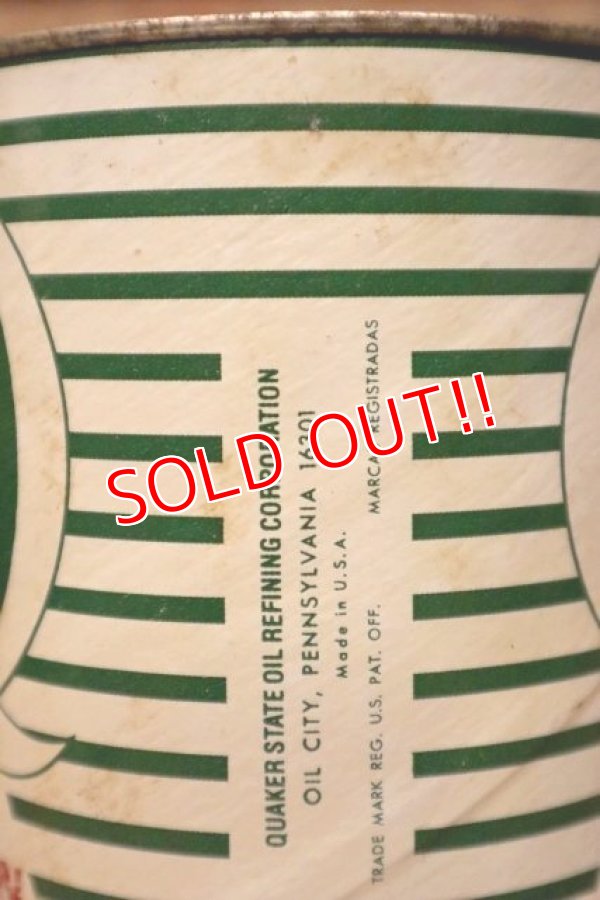 QUAKER STATE OIL REFINING CORPORATION
OIL CITY, PENNSYLVANIA 16301
Made in U.S.A.
TRADE MARK REG. U.S. PAT. OFF. MARCAS REGISTRADAS
SOLD OUT!!